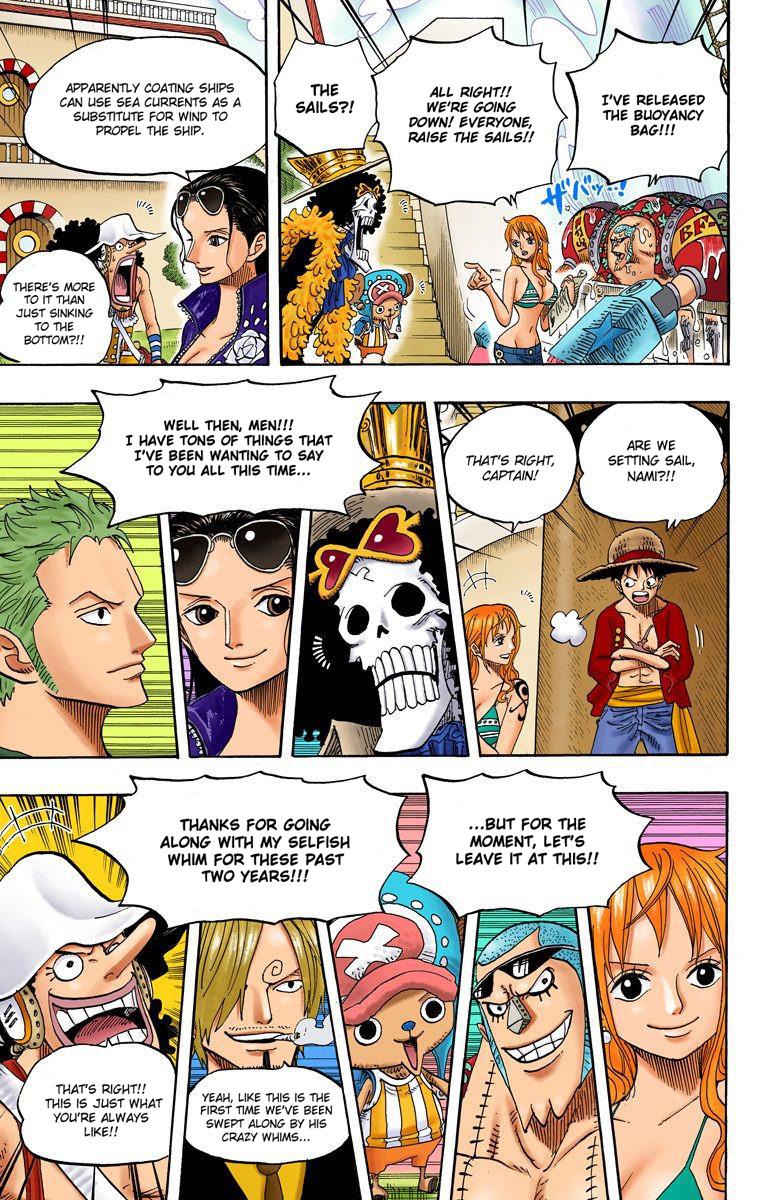 I'VE RELEASED
THE BUOYANCY
BAG!!!
ALL RIGHT!!
WE'RE GOING
DOWN! EVERYONE,
RAISE THE SAILS!!
ザバッ…!
BF-3
THE
SAILS?!
APPARENTLY COATING SHIPS
CAN USE SEA CURRENTS AS A
SUBSTITUTE FOR WIND TO
PROPEL THE SHIP.
THERE'S MORE
TO IT THAN
JUST SINKING
TO THE
BOTTOM?!!
ARE WE
SETTING SAIL,
NAMI?!!
THAT'S RIGHT,
CAPTAIN!
WELL THEN, MEN!!!
I HAVE TONS OF THINGS THAT
I'VE BEEN WANTING TO SAY
TO YOU ALL THIS TIME...
...BUT FOR THE
MOMENT, LET'S
LEAVE IT AT THIS!!
THANKS FOR GOING
ALONG WITH MY SELFISH
WHIM FOR THESE PAST
TWO YEARS!!!
YEAH, LIKE THIS IS THE
FIRST TIME WE'VE BEEN
SWEPT ALONG BY HIS
CRAZY WHIMS...
THAT'S RIGHT!!
THIS IS JUST WHAT
YOU'RE ALWAYS
LIKE!!